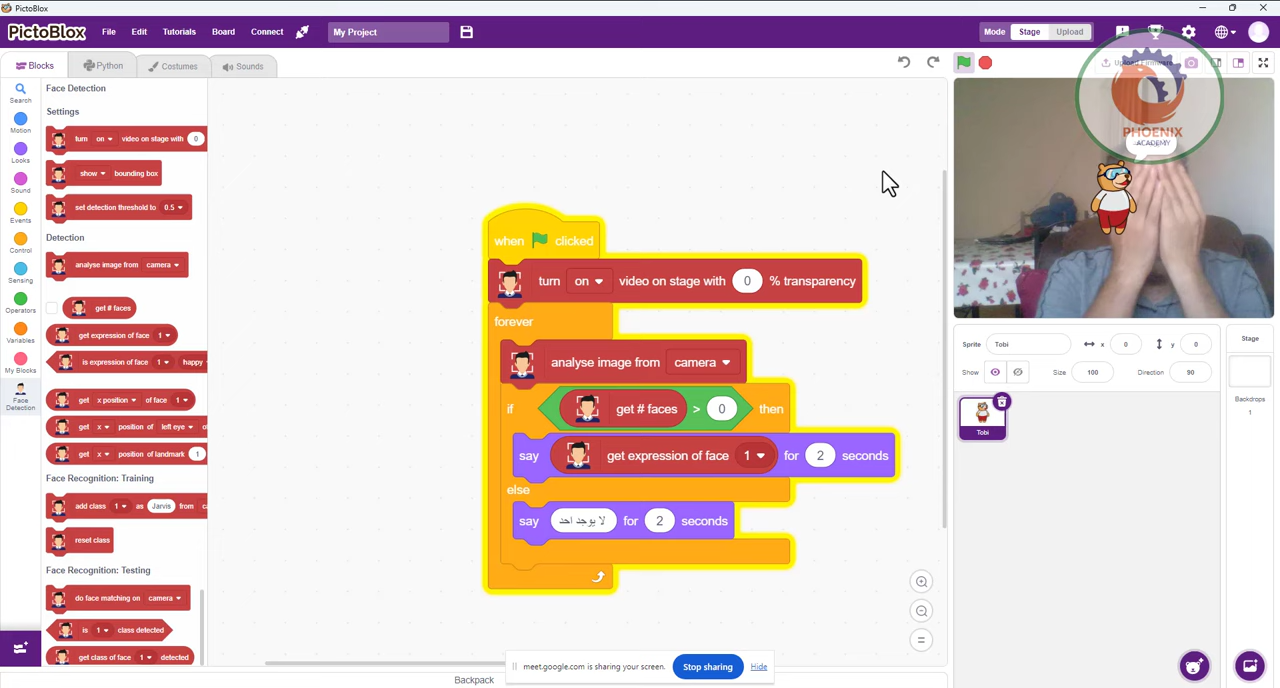 PictoBlox
PictoBlox File Edit Tutorials Board Connect My Project Mode Stage Upload
Blocks Python Costumes Sounds
Search
Motion
Looks
Sound
Events
Control
Sensing
Operators
Variables
My Blocks
Face
Detection
Face Detection
Settings
turn on video on stage with 0
show bounding box
set detection threshold to 0.5
Detection
analyse image from camera
get # faces
get expression of face 1
is expression of face 1 happy
get x position of face 1
get x position of left eye
get x position of landmark 1
Face Recognition: Training
add class 1 as Jarvis from
reset class
Face Recognition: Testing
do face matching on camera
is 1 class detected
get class of face 1 detected
when clicked
turn on video on stage with 0 % transparency
forever
analyse image from camera
if get # faces > 0 then
say get expression of face 1 for 2 seconds
else
say لا يوجد احد for 2 seconds
Backpack
meet.google.com is sharing your screen. Stop sharing Hide
PHOENIX
ACADEMY
Sprite Tobi x 0 y 0
Show Size 100 Direction 90
Tobi
Stage
Backdrops
1